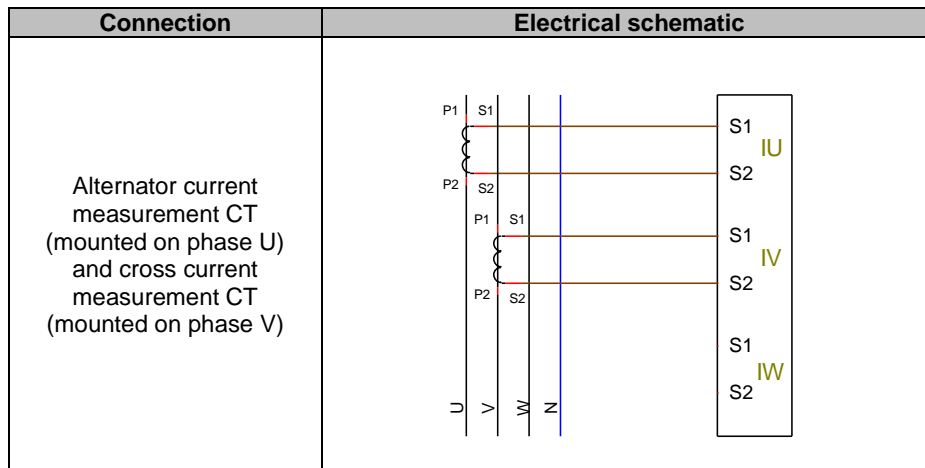 Connection
Electrical schematic
Alternator current
measurement CT
(mounted on phase U)
and cross current
measurement CT
(mounted on phase V)
P1 S1
P2 S2
P1 S1
P2 S2
U V W N
S1
IU
S2
S1
IV
S2
S1
IW
S2